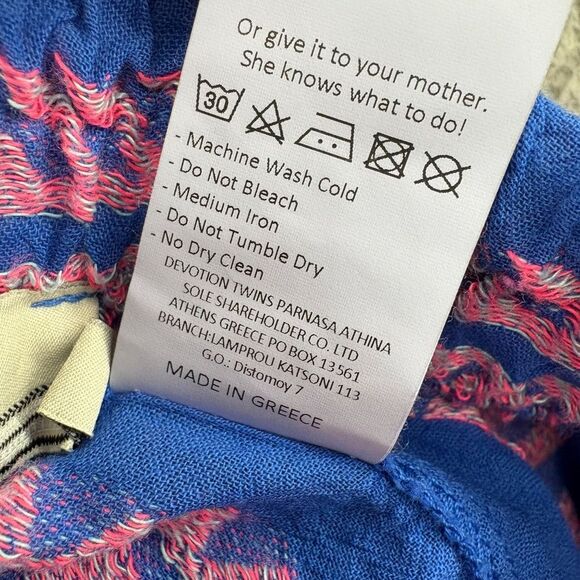 Or give it to your mother.
She knows what to do!
30
- Machine Wash Cold
- Do Not Bleach
- Medium Iron
- Do Not Tumble Dry
- No Dry Clean
DEVOTION TWINS PARNASA ATHINA
SOLE SHAREHOLDER CO. LTD
ATHENS GREECE PO BOX 13561
BRANCH:LAMPROU KATSONI 113
G.O.: Distomoy 7
MADE IN GREECE